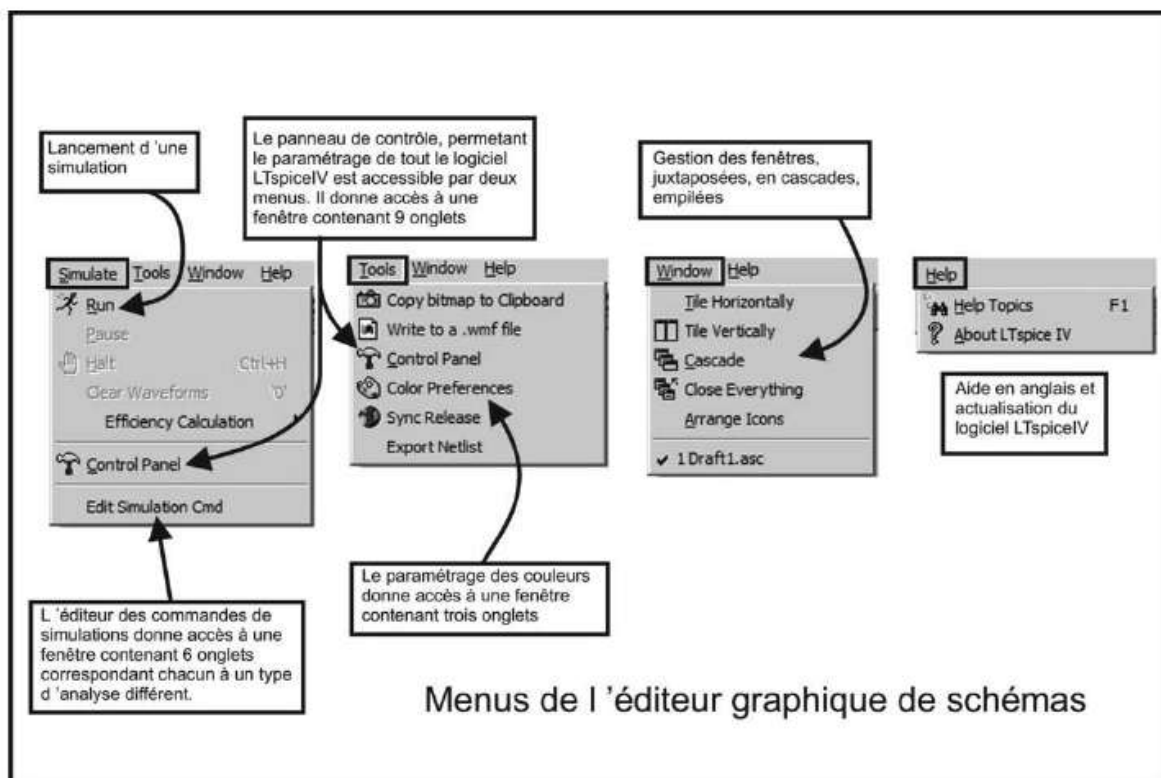 Lancement d 'une
simulation
Le panneau de contrôle, permetant
le paramétrage de tout le logiciel
LTspiceIV est accessible par deux
menus. Il donne accès à une
fenêtre contenant 9 onglets
Gestion des fenêtres,
juxtaposées, en cascades,
empilées
Simulate Tools Window Help
Run
Pause
Halt Ctrl+H
Clear Waveforms '0'
Efficiency Calculation
Control Panel
Edit Simulation Cmd
Tools Window Help
Copy bitmap to Clipboard
Write to a .wmf file
Control Panel
Color Preferences
Sync Release
Export Netlist
Window Help
Tile Horizontally
Tile Vertically
Cascade
Close Everything
Arrange Icons
1 Draft1.asc
Help
Help Topics F1
About LTspice IV
Aide en anglais et
actualisation du
logiciel LTspiceIV
Le paramétrage des couleurs
donne accès à une fenêtre
contenant trois onglets
L 'éditeur des commandes de
simulations donne accès à une
fenêtre contenant 6 onglets
correspondant chacun à un type
d 'analyse différent.
Menus de l 'éditeur graphique de schémas